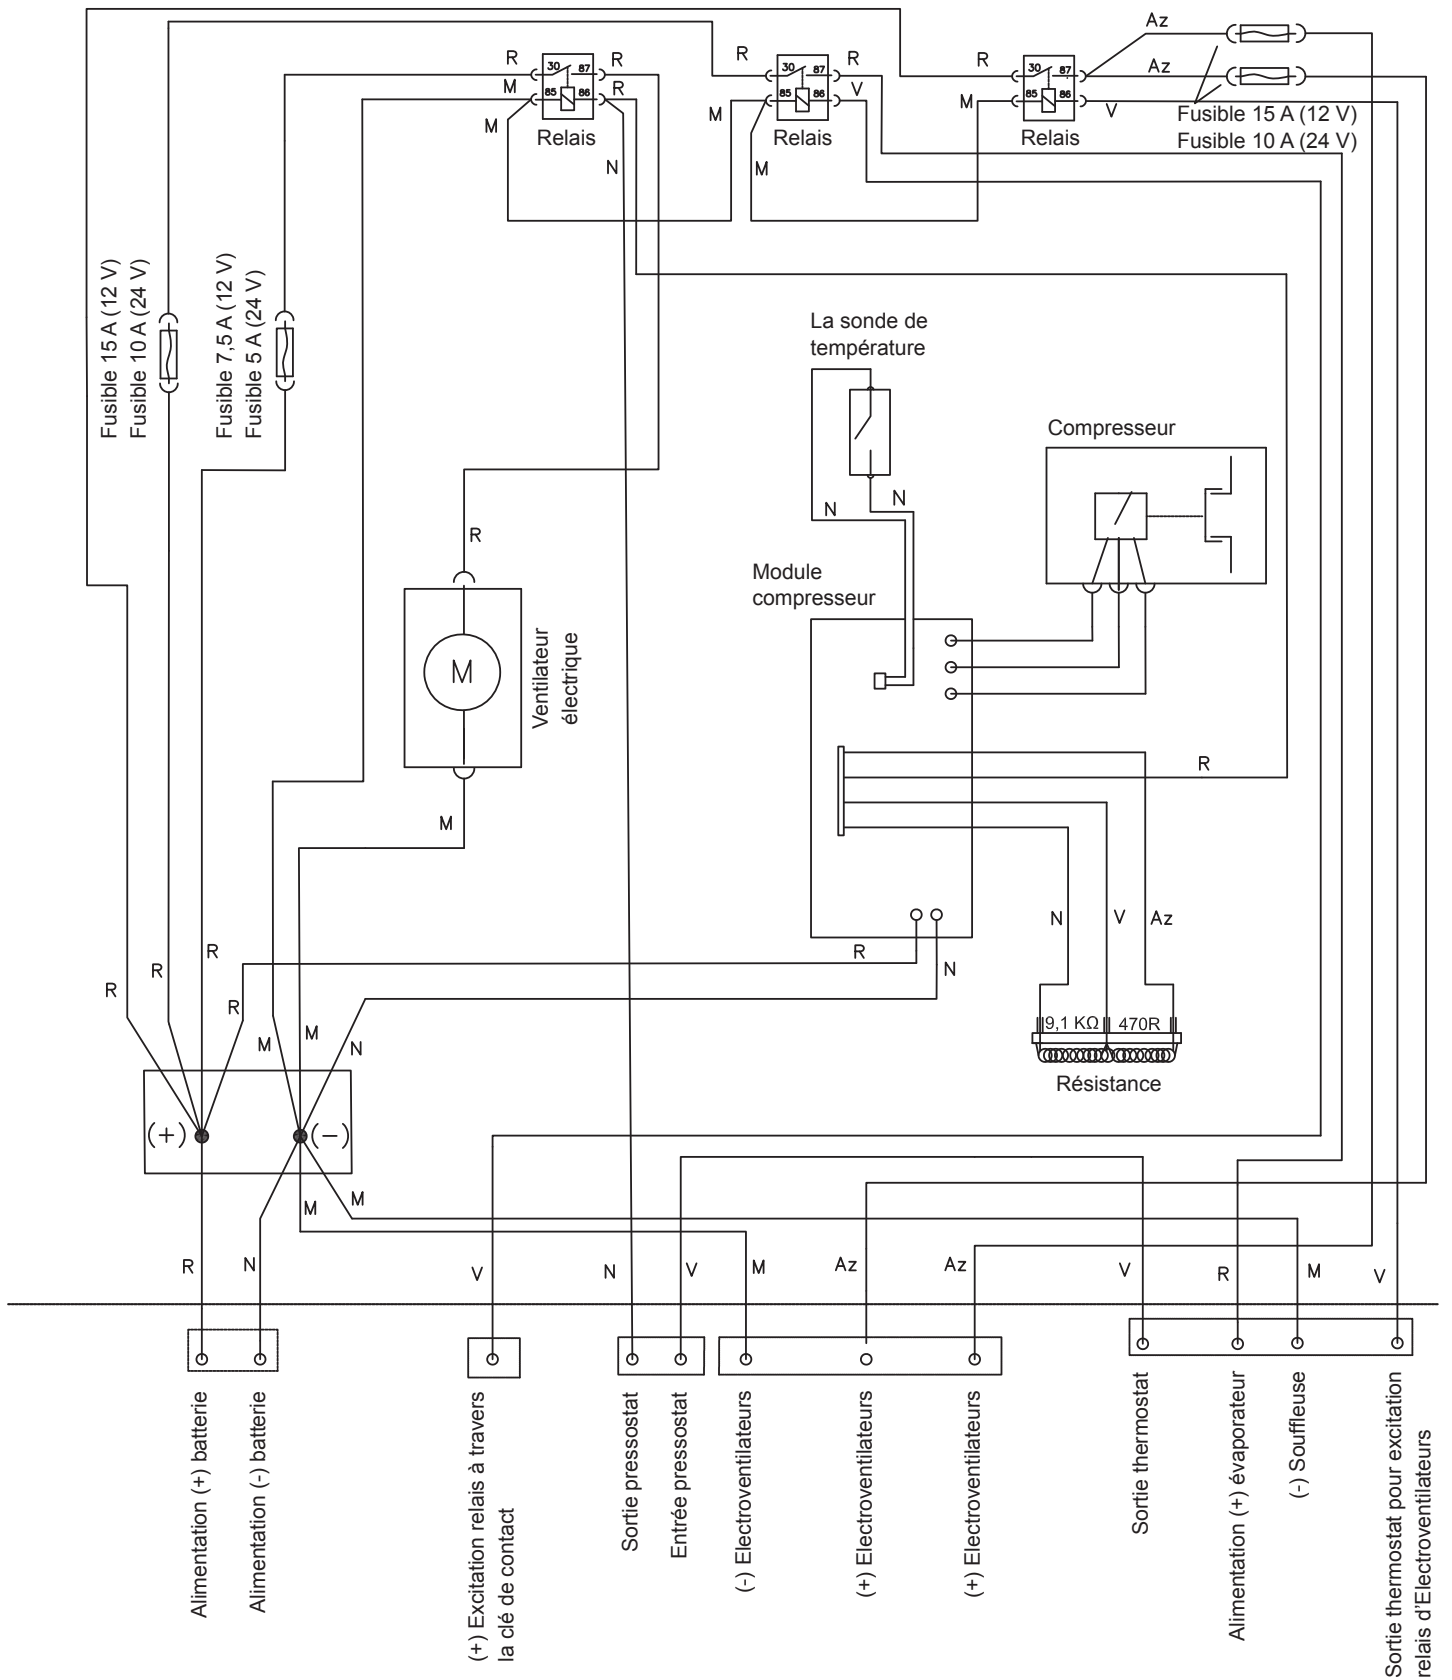 Az
R
R
R
R
R
Az
30
87
30
87
30
87
M
R
V
85
86
85
86
85
86
M
M
M
V
Relais
Relais
Relais
Fusible 15 A (12 V)
Fusible 10 A (24 V)
N
M
Fusible 15 A (12 V)
Fusible 10 A (24 V)
Fusible 7,5 A (12 V)
Fusible 5 A (24 V)
La sonde de
température
Compresseur
N
N
R
Module
compresseur
M
Ventilateur
électrique
R
M
N
V
Az
R
R
R
R
N
R
M
M
N
9,1 KΩ
470R
Résistance
(+)
(-)
M
M
R
N
V
N
V
M
Az
Az
V
R
M
V
Alimentation (+) batterie
Alimentation (-) batterie
(+) Excitation relais à travers
la clé de contact
Sortie pressostat
Entrée pressostat
(-) Electroventilateurs
(+) Electroventilateurs
(+) Electroventilateurs
Sortie thermostat
Alimentation (+) évaporateur
(-) Souffleuse
Sortie thermostat pour excitation
relais d'Electroventilateurs